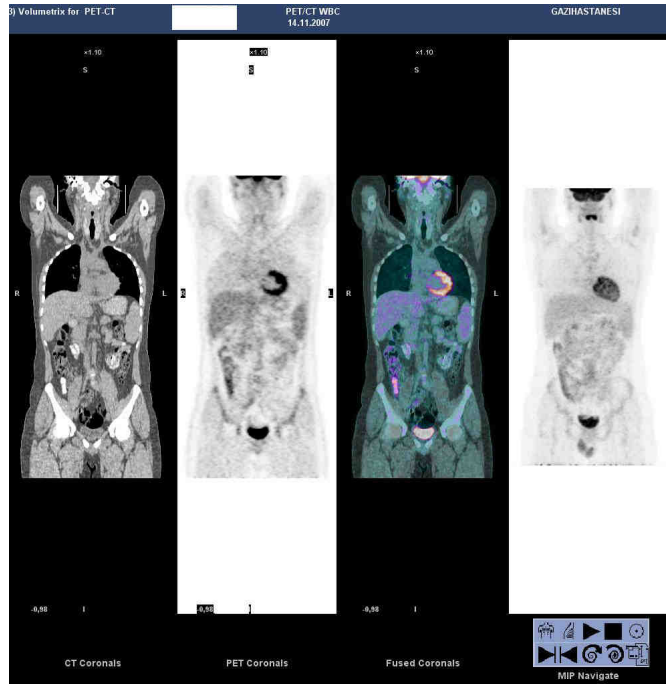 3) Volumetrix for PET-CT
PET/CT WBC
14.11.2007
GAZIHASTANESI
x1.10
x1.10
x1.10
S
S
S
R
L
R
L
R
L
-0,98
I
-0,98
I
-0,98
I
CT Coronals
PET Coronals
Fused Coronals
MIP Navigate